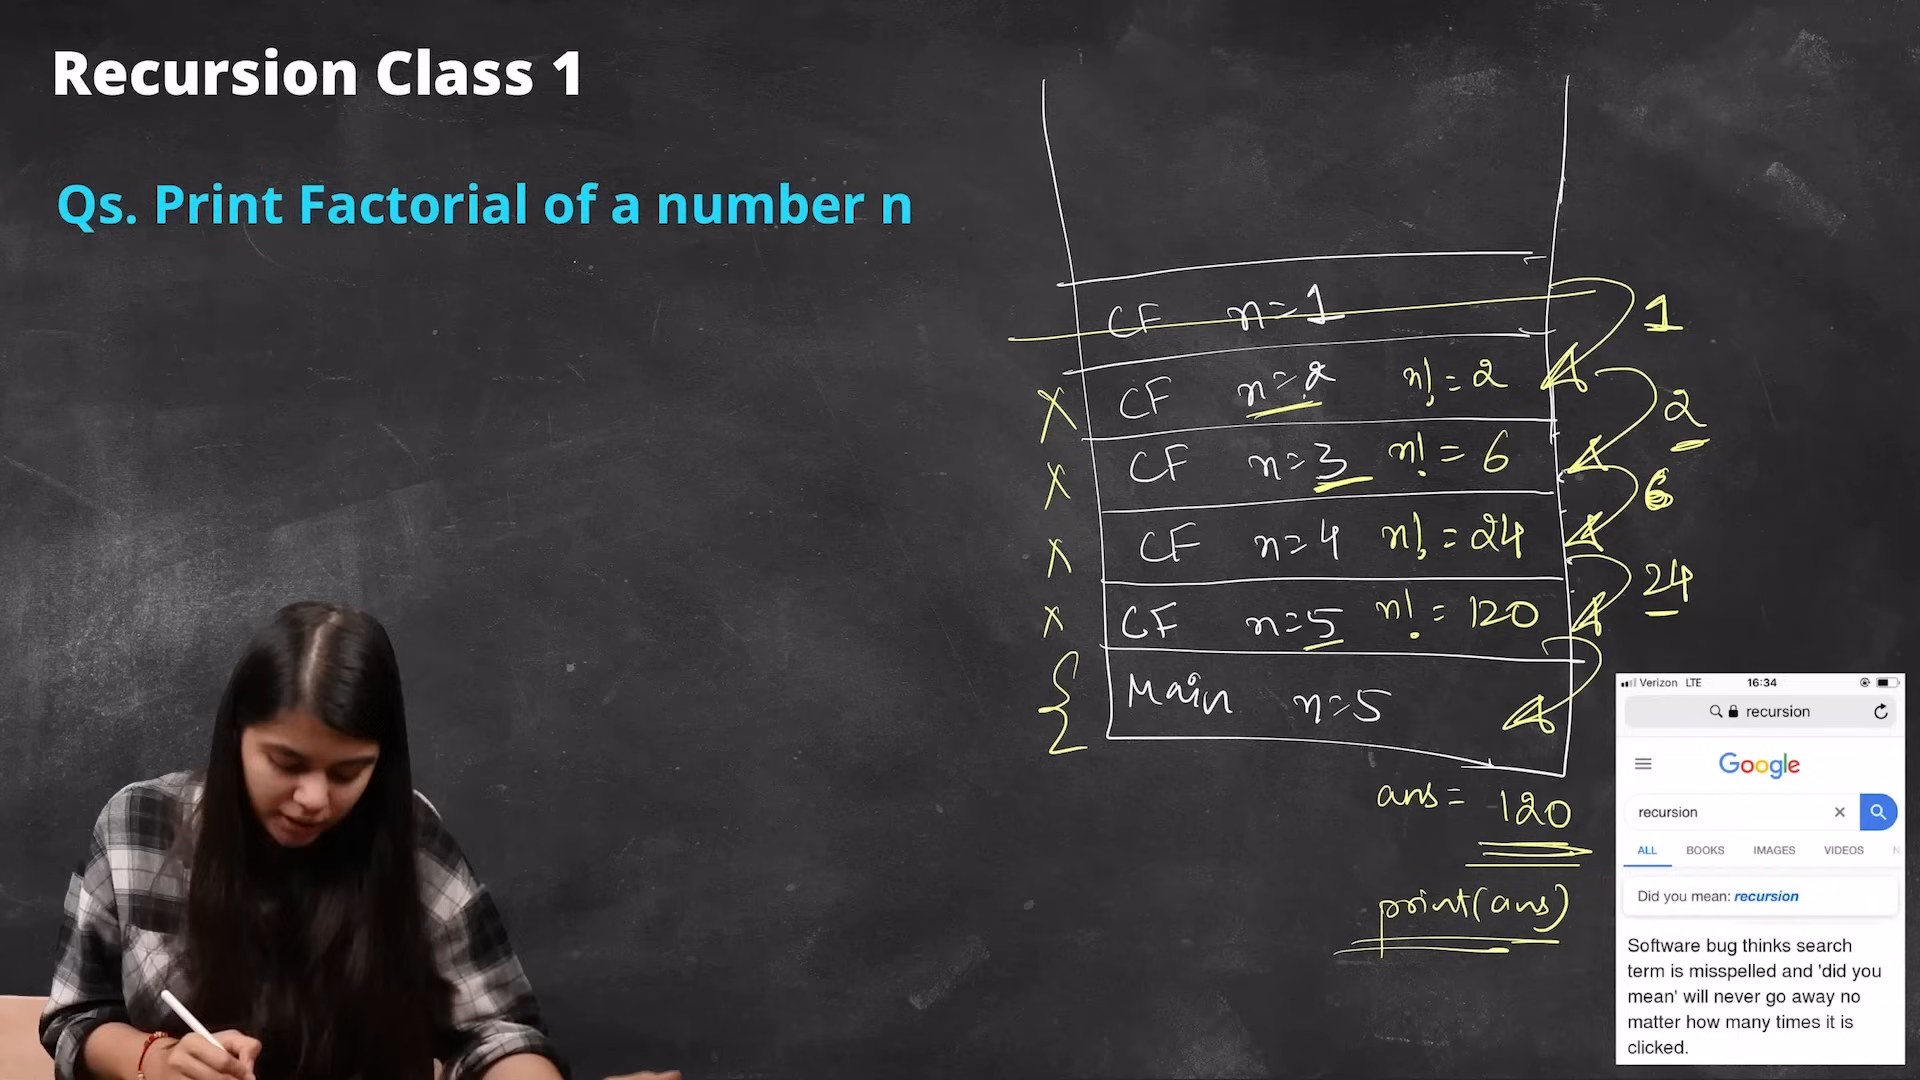 Recursion Class 1
Qs. Print Factorial of a number n
CF n=1
1
CF n=2 n!=2
2
CF n=3 n!=6
6
CF n=4 n!=24
24
CF n=5 n!=120
Main n=5
ans=120
print(ans)
Verizon LTE 16:34
recursion
Google
recursion
ALL BOOKS IMAGES VIDEOS N
Did you mean: recursion
Software bug thinks search
term is misspelled and 'did you
mean' will never go away no
matter how many times it is
clicked.